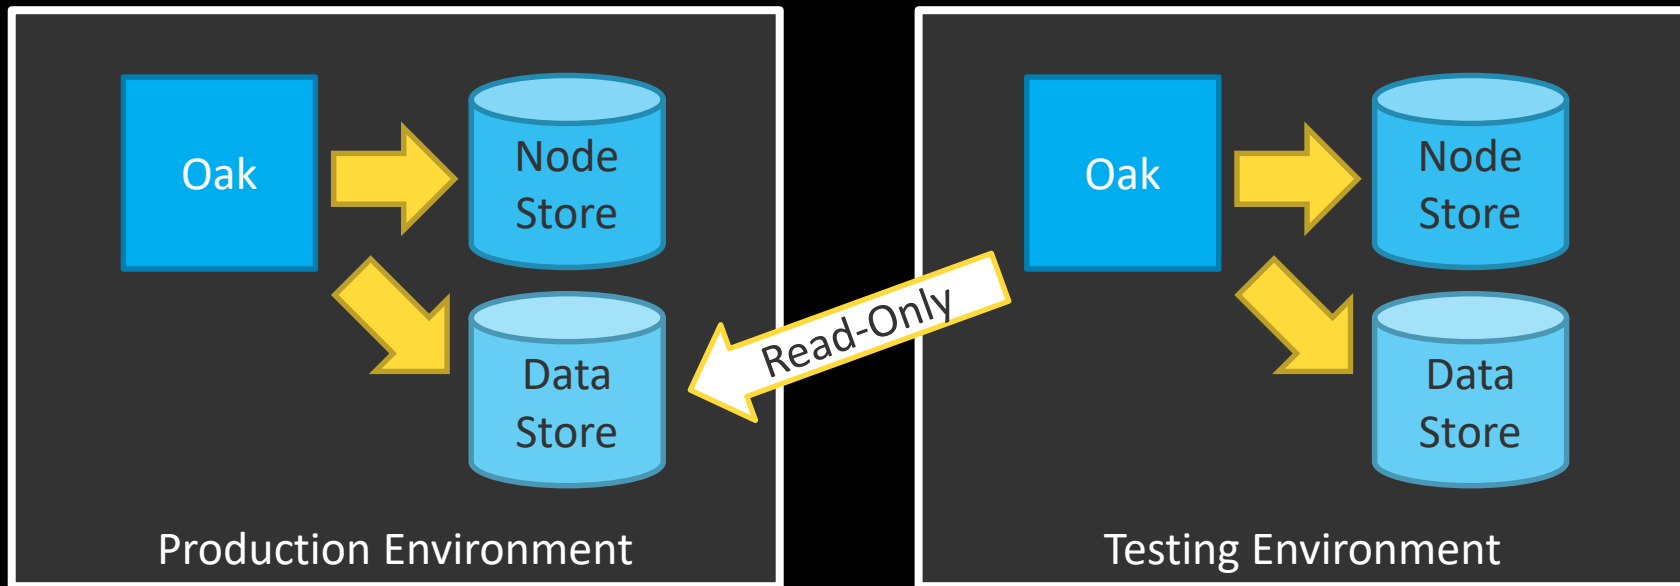 Oak
Node
Store
Data
Store
Production Environment
Read-Only
Oak
Node
Store
Data
Store
Testing Environment